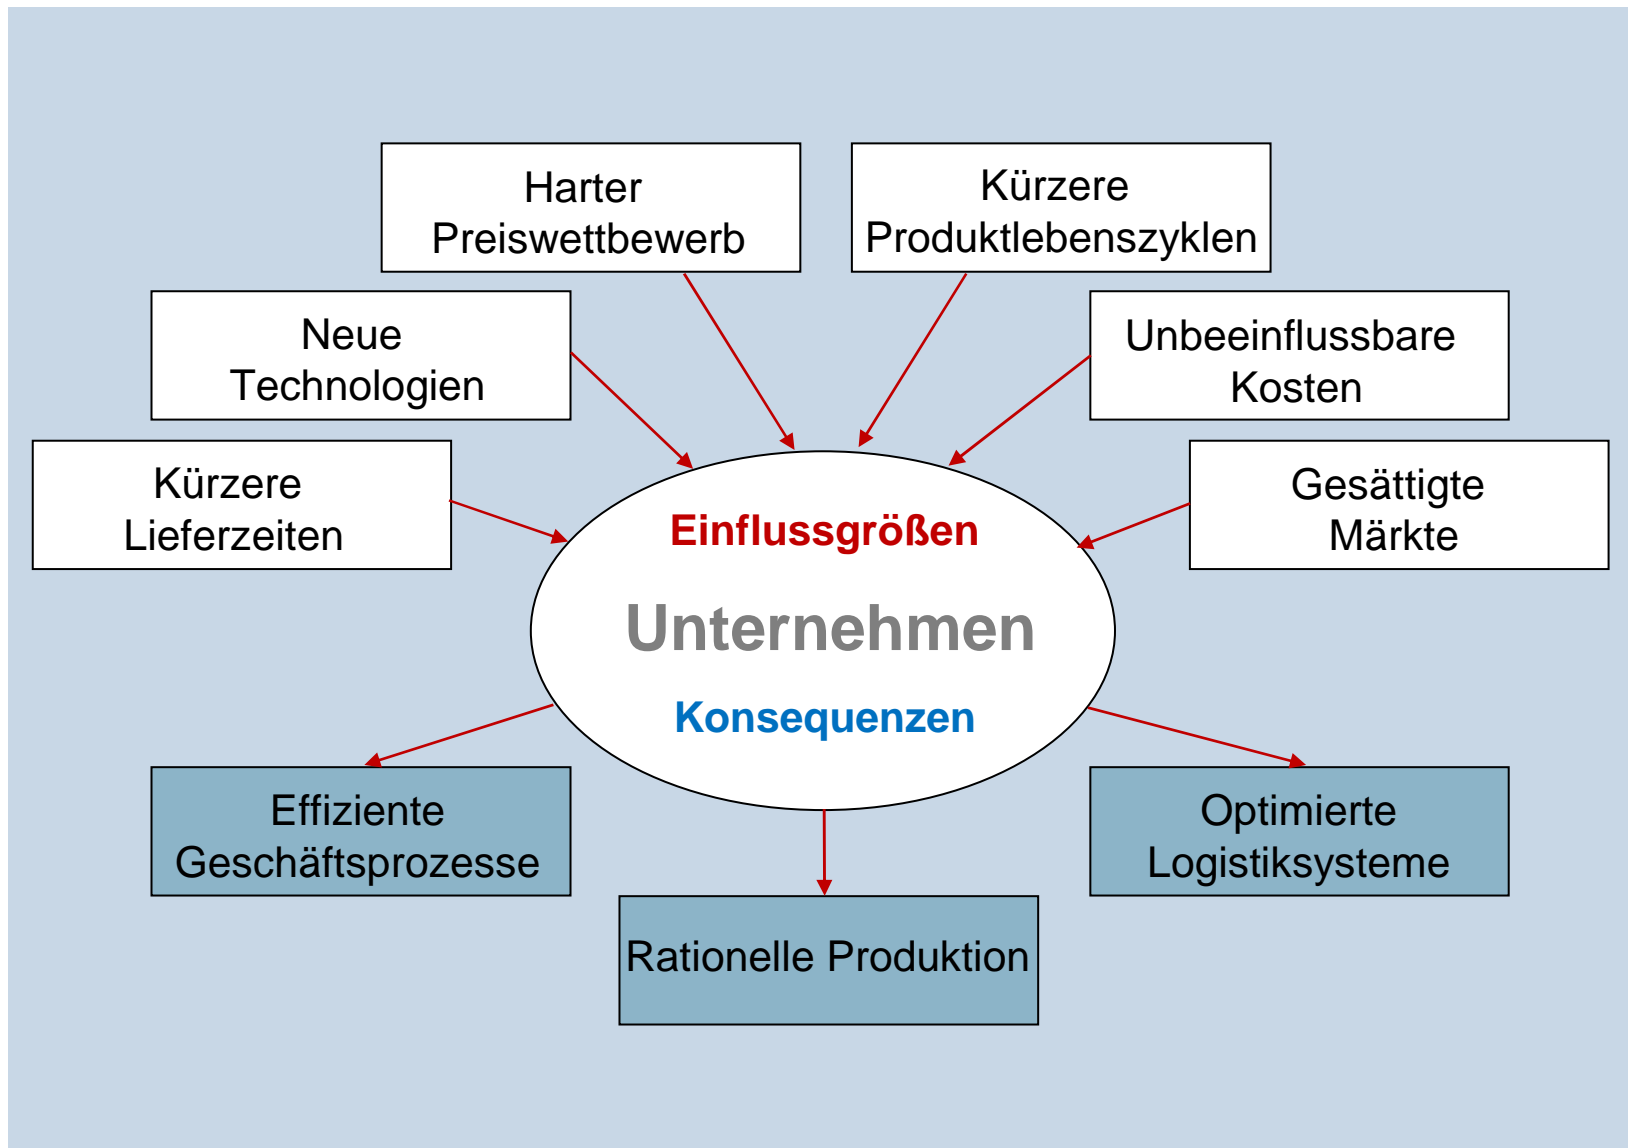 Harter
Preiswettbewerb
Kürzere
Produktlebenszyklen
Neue
Technologien
Unbeeinflussbare
Kosten
Kürzere
Lieferzeiten
Gesättigte
Märkte
Einflussgrößen
Unternehmen
Konsequenzen
Effiziente
Geschäftsprozesse
Optimierte
Logistiksysteme
Rationelle Produktion